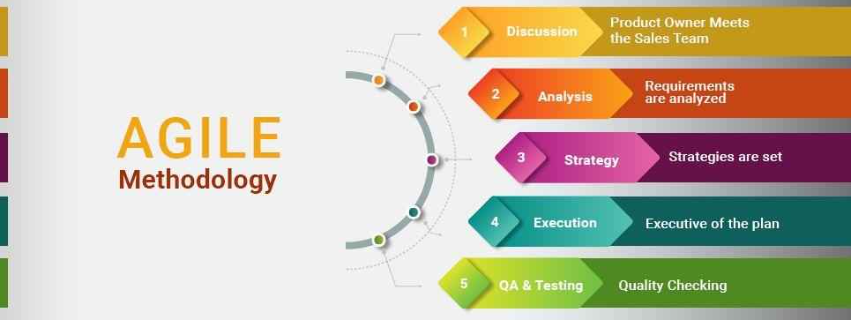 AGILE
Methodology
1
Discussion
Product Owner Meets
the Sales Team
2
Analysis
Requirements
are analyzed
3
Strategy
Strategies are set
4
Execution
Executive of the plan
5
QA & Testing
Quality Checking